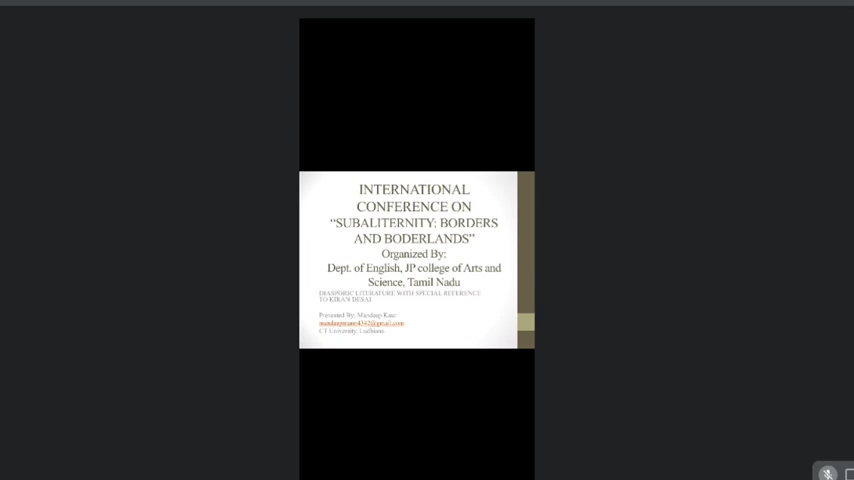 INTERNATIONAL
CONFERENCE ON
“SUBALITERNITY: BORDERS
AND BODERLANDS”
Organized By:
Dept. of English, JP college of Arts and
Science, Tamil Nadu
DIASPORIC LITERATURE WITH SPECIAL REFERENCE
TO KIRAN DESAI
Presented By: Mandeep Kaur
CT University, Ludhiana.